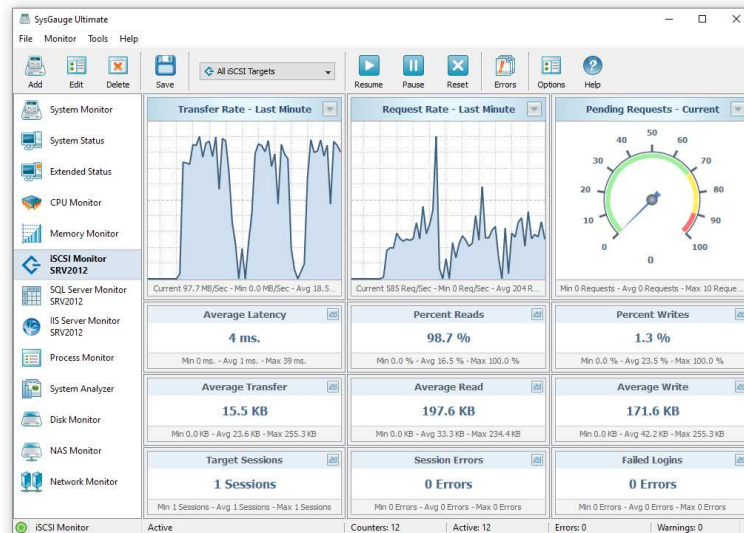 SysGauge Ultimate
File Monitor Tools Help
Add Edit Delete Save All iSCSI Targets Resume Pause Reset Errors Options Help
System Monitor
System Status
Extended Status
CPU Monitor
Memory Monitor
iSCSI Monitor
SRV2012
SQL Server Monitor
SRV2012
IIS Server Monitor
SRV2012
Process Monitor
System Analyzer
Disk Monitor
NAS Monitor
Network Monitor
Transfer Rate - Last Minute
Current 97.7 MB/Sec - Min 0.0 MB/Sec - Avg 18.5...
Request Rate - Last Minute
Current 585 Req/Sec - Min 0 Req/Sec - Avg 204 R...
Pending Requests - Current
0 10 20 30 40 50 60 70 80 90 100
0
Min 0 Requests - Avg 0 Requests - Max 10 Reque...
Average Latency
4 ms.
Min 0 ms. - Avg 1 ms. - Max 39 ms.
Percent Reads
98.7 %
Min 0.0 % - Avg 16.5 % - Max 100.0 %
Percent Writes
1.3 %
Min 0.0 % - Avg 23.5 % - Max 100.0 %
Average Transfer
15.5 KB
Min 0.0 KB - Avg 23.6 KB - Max 255.3 KB
Average Read
197.6 KB
Min 0.0 KB - Avg 33.3 KB - Max 234.4 KB
Average Write
171.6 KB
Min 0.0 KB - Avg 42.2 KB - Max 255.3 KB
Target Sessions
1 Sessions
Min 1 Sessions - Avg 1 Sessions - Max 1 Sessions
Session Errors
0 Errors
Min 0 Errors - Avg 0 Errors - Max 0 Errors
Failed Logins
0 Errors
Min 0 Errors - Avg 0 Errors - Max 0 Errors
iSCSI Monitor Active Counters: 12 Active: 12 Errors: 0 Warnings: 0